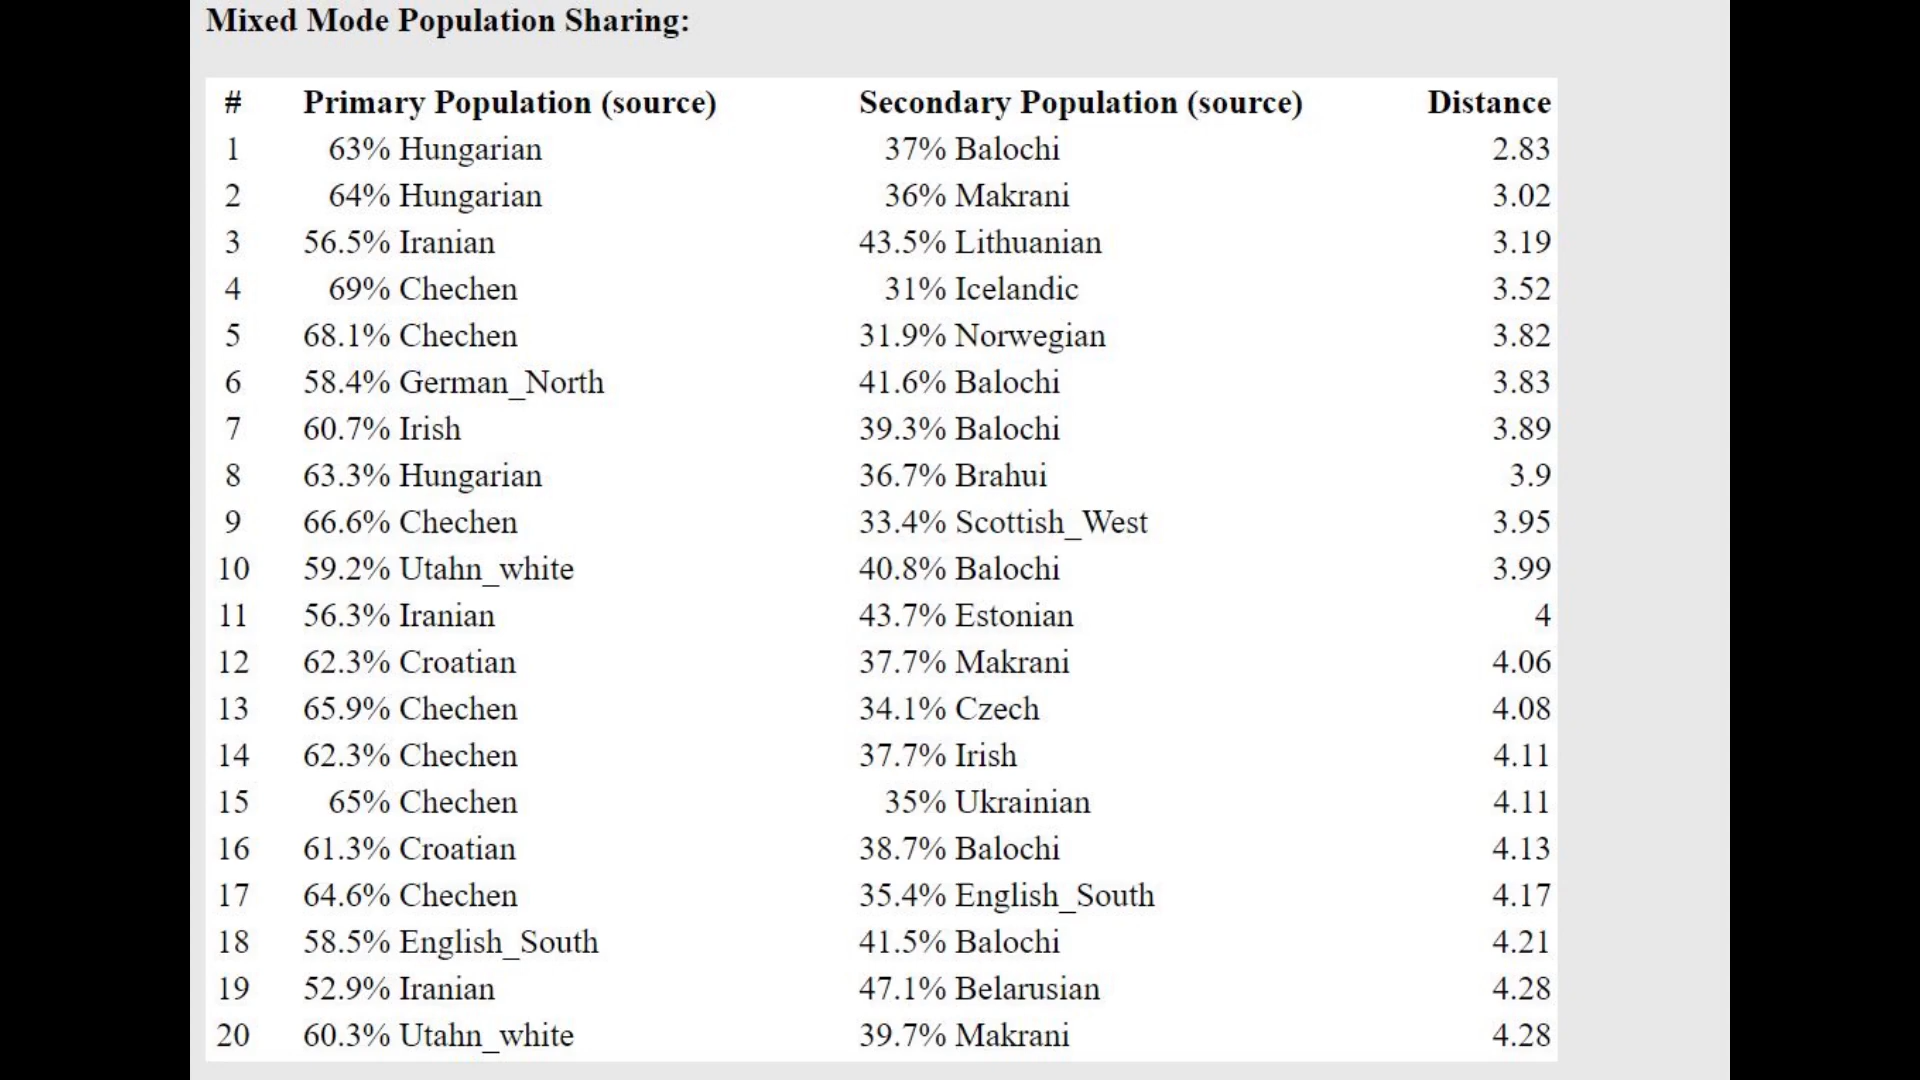 Mixed Mode Population Sharing:
# Primary Population (source) Secondary Population (source) Distance
1 63% Hungarian 37% Balochi 2.83
2 64% Hungarian 36% Makrani 3.02
3 56.5% Iranian 43.5% Lithuanian 3.19
4 69% Chechen 31% Icelandic 3.52
5 68.1% Chechen 31.9% Norwegian 3.82
6 58.4% German_North 41.6% Balochi 3.83
7 60.7% Irish 39.3% Balochi 3.89
8 63.3% Hungarian 36.7% Brahui 3.9
9 66.6% Chechen 33.4% Scottish_West 3.95
10 59.2% Utahn_white 40.8% Balochi 3.99
11 56.3% Iranian 43.7% Estonian 4
12 62.3% Croatian 37.7% Makrani 4.06
13 65.9% Chechen 34.1% Czech 4.08
14 62.3% Chechen 37.7% Irish 4.11
15 65% Chechen 35% Ukrainian 4.11
16 61.3% Croatian 38.7% Balochi 4.13
17 64.6% Chechen 35.4% English_South 4.17
18 58.5% English_South 41.5% Balochi 4.21
19 52.9% Iranian 47.1% Belarusian 4.28
20 60.3% Utahn_white 39.7% Makrani 4.28